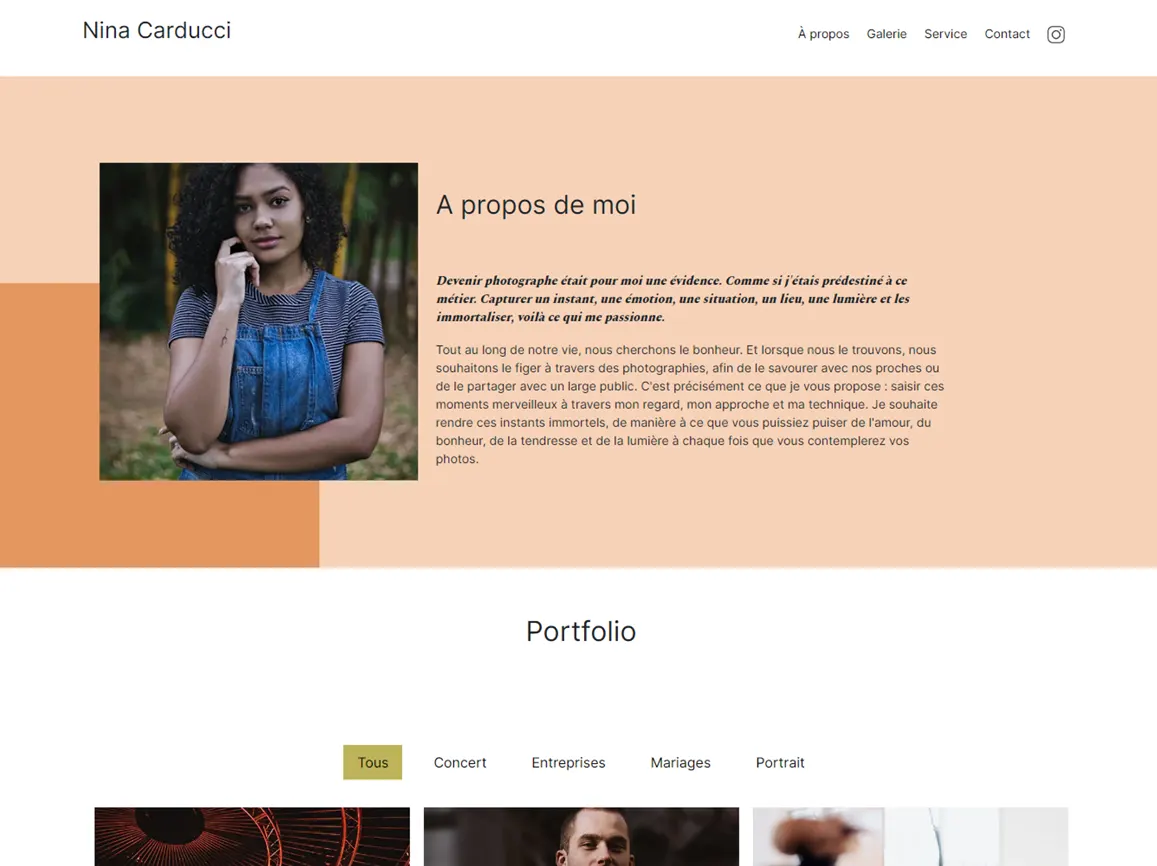 Nina Carducci
À propos Galerie Service Contact
A propos de moi
Devenir photographe était pour moi une évidence. Comme si j'étais prédestiné à ce
métier. Capturer un instant, une émotion, une situation, un lieu, une lumière et les
immortaliser, voilà ce qui me passionne.
Tout au long de notre vie, nous cherchons le bonheur. Et lorsque nous le trouvons, nous
souhaitons le figer à travers des photographies, afin de le savourer avec nos proches ou
de le partager avec un large public. C'est précisément ce que je vous propose : saisir ces
moments merveilleux à travers mon regard, mon approche et ma technique. Je souhaite
rendre ces instants immortels, de manière à ce que vous puissiez puiser de l'amour, du
bonheur, de la tendresse et de la lumière à chaque fois que vous contemplerez vos
photos.
Portfolio
Tous Concert Entreprises Mariages Portrait